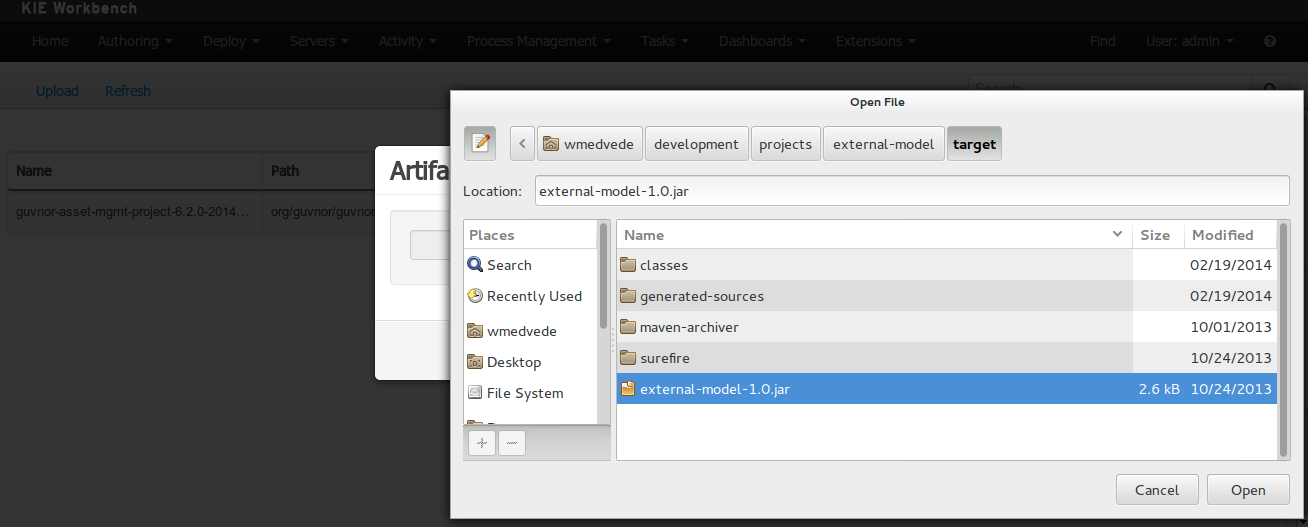 KIE Workbench
Home Authoring Deploy Servers Activity Process Management Tasks Dashboards Extensions Find User: admin
Upload Refresh
Search...
Open File
wmedvede development projects external-model target
Location: external-model-1.0.jar
Artifa
Name Path
guvnor-asset-mgmt-project-6.2.0-2014... org/guvnor/guvnor
Places
Search
Recently Used
wmedvede
Desktop
File System
Name Size Modified
classes 02/19/2014
generated-sources 02/19/2014
maven-archiver 10/01/2013
surefire 10/24/2013
external-model-1.0.jar 2.6 kB 10/24/2013
Cancel Open